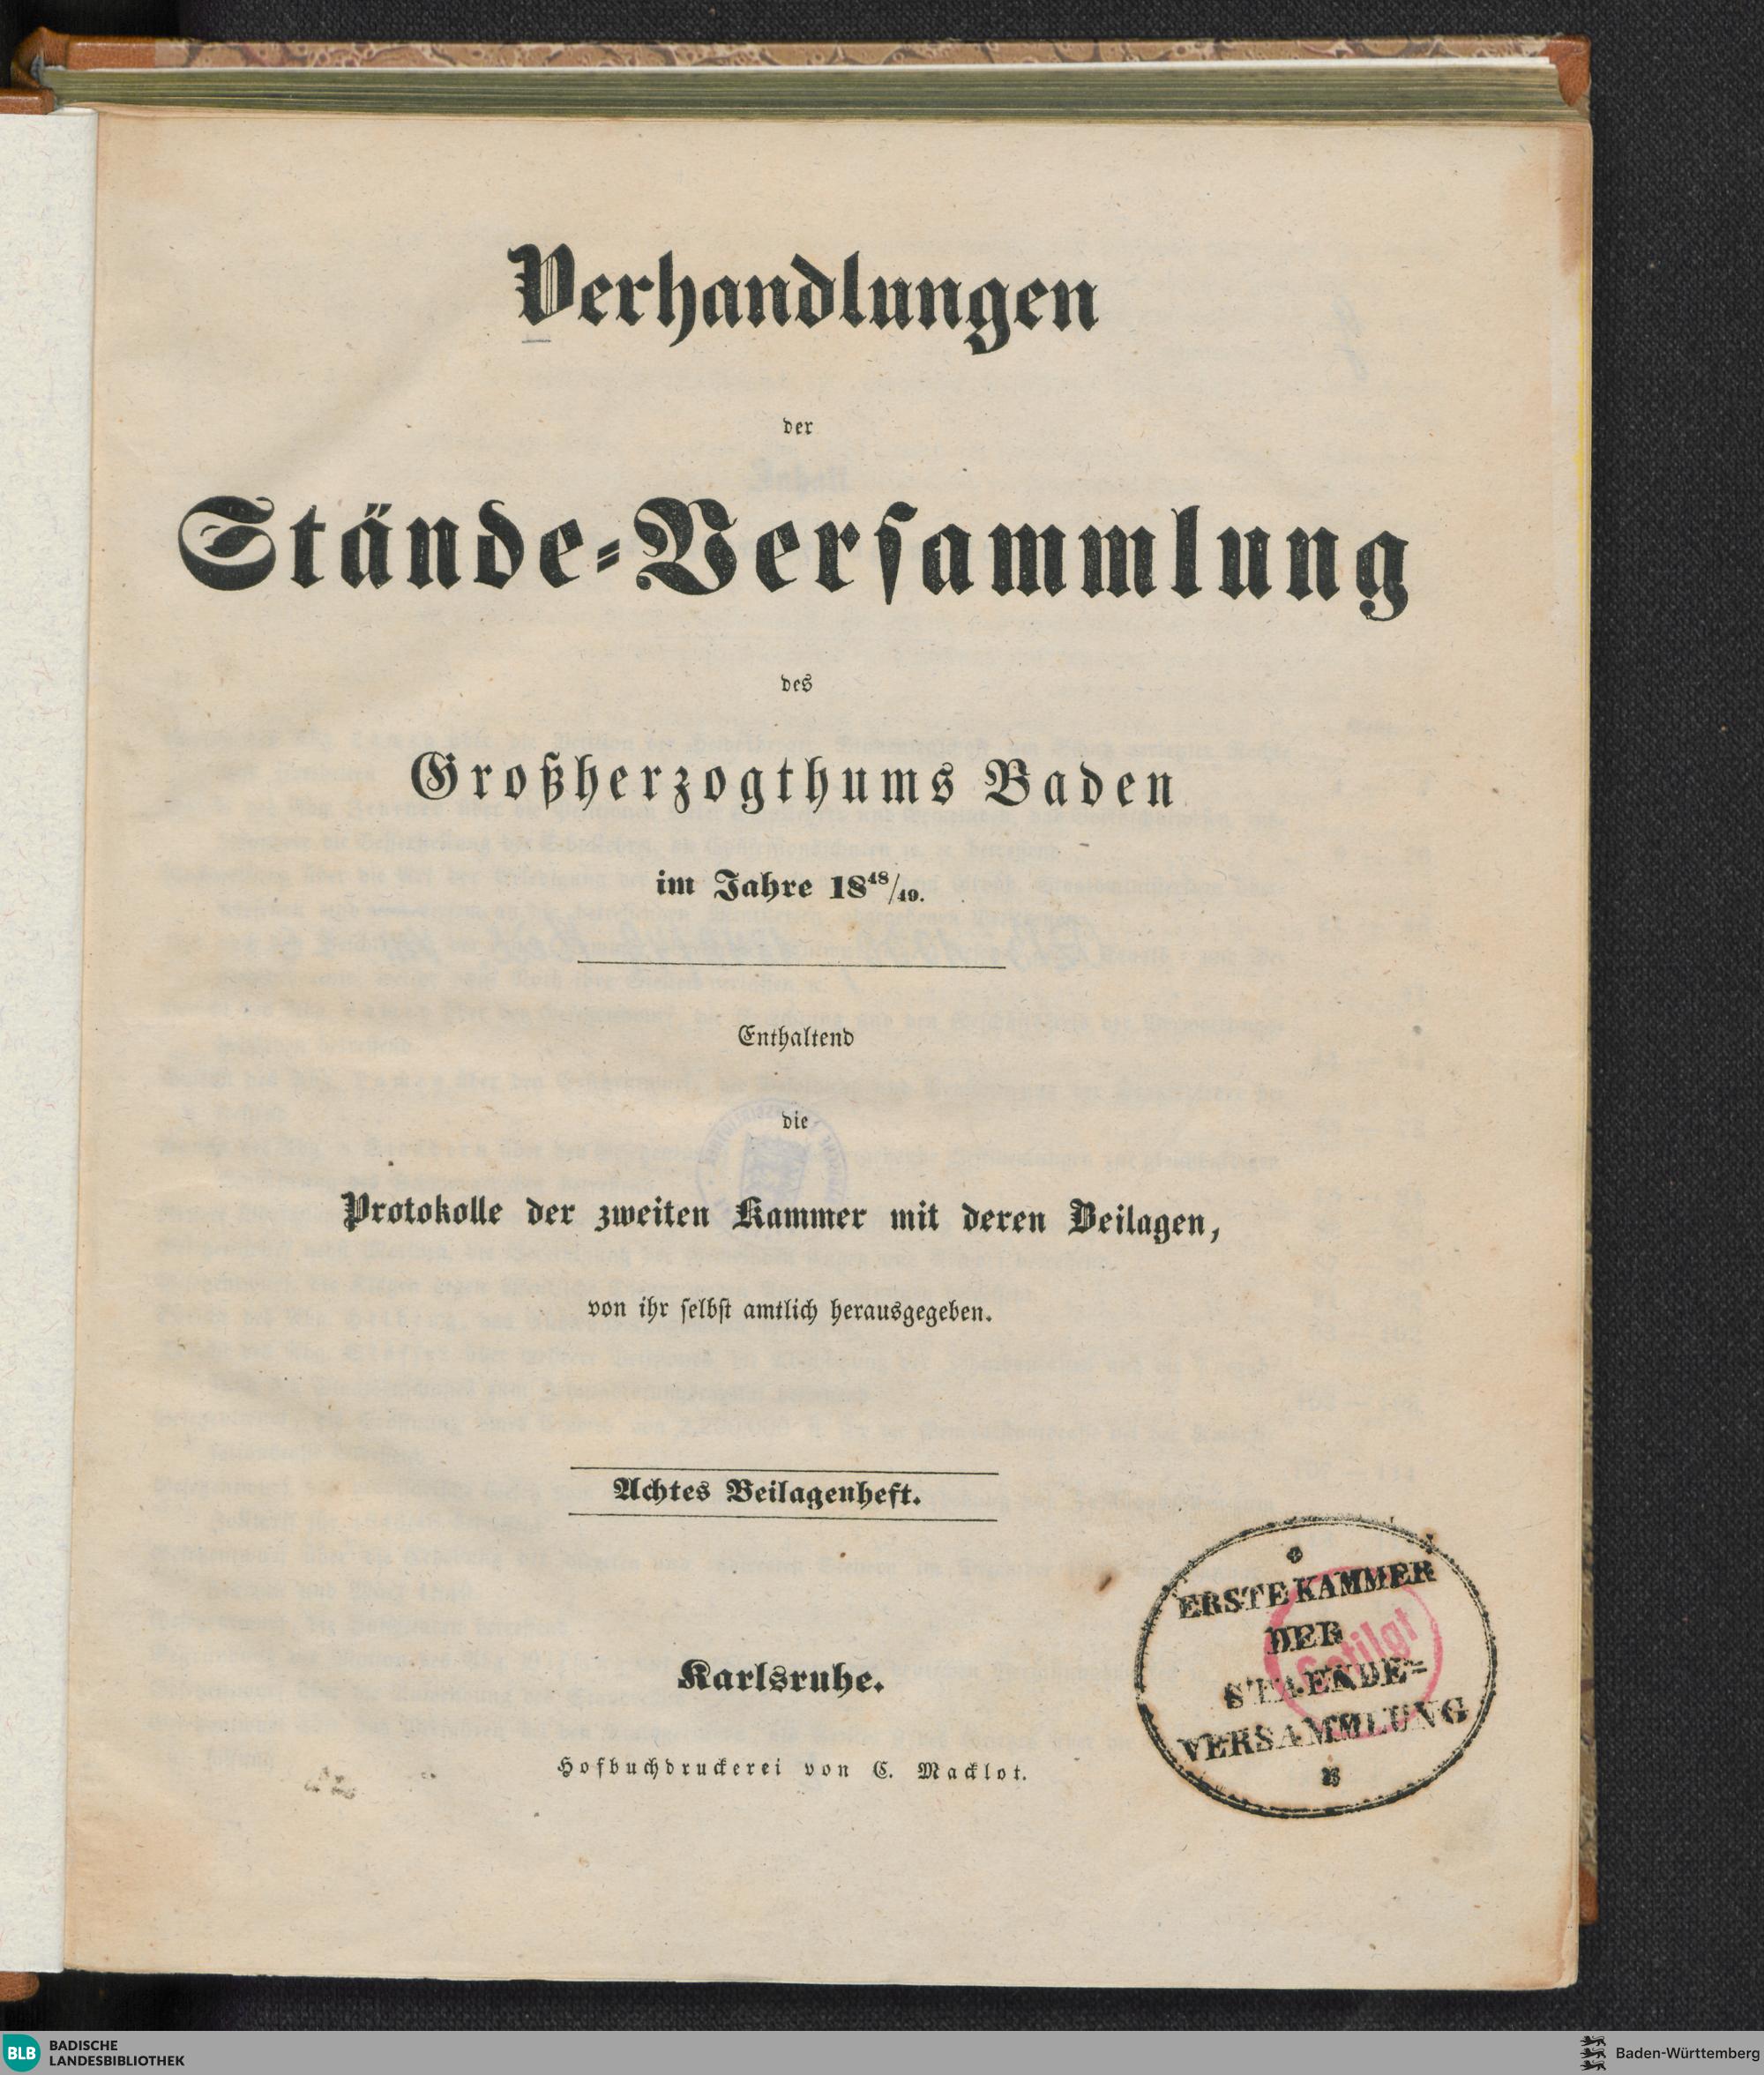 Verhandlungen
der
Stände-Versammlung
des
Großherzogthums Baden
im Jahre 18⁴⁸/₄₉.
Enthaltend
die
Protokolle der zweiten Kammer mit deren Beilagen,
von ihr selbst amtlich herausgegeben.
Achtes Beilagenheft.
Karlsruhe.
Hofbuchdruckerei von C. Macklot.
ERSTE KAMMER
DER
STAENDE=
VERSAMMLUNG
Getilgt
BLB BADISCHE
LANDESBIBLIOTHEK
Baden-Württemberg